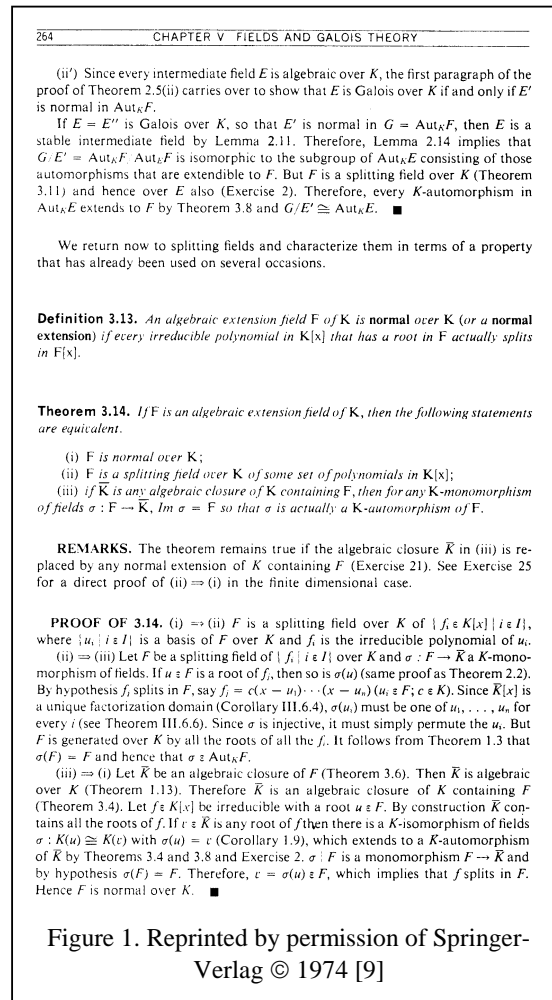 264 CHAPTER V FIELDS AND GALOIS THEORY
(ii′) Since every intermediate field E is algebraic over K, the first paragraph of the
proof of Theorem 2.5(ii) carries over to show that E is Galois over K if and only if E′
is normal in Aut_K F.
If E = E″ is Galois over K, so that E′ is normal in G = Aut_K F, then E is a
stable intermediate field by Lemma 2.11. Therefore, Lemma 2.14 implies that
G/E′ = Aut_K F/Aut_E F is isomorphic to the subgroup of Aut_K E consisting of those
automorphisms that are extendible to F. But F is a splitting field over K (Theorem
3.11) and hence over E also (Exercise 2). Therefore, every K-automorphism in
Aut_K E extends to F by Theorem 3.8 and G/E′ ≅ Aut_K E. ■
We return now to splitting fields and characterize them in terms of a property
that has already been used on several occasions.
Definition 3.13. An algebraic extension field F of K is normal over K (or a normal
extension) if every irreducible polynomial in K[x] that has a root in F actually splits
in F[x].
Theorem 3.14. If F is an algebraic extension field of K, then the following statements
are equivalent.
(i) F is normal over K;
(ii) F is a splitting field over K of some set of polynomials in K[x];
(iii) if K̅ is any algebraic closure of K containing F, then for any K-monomorphism
of fields σ : F → K̅, Im σ = F so that σ is actually a K-automorphism of F.
REMARKS. The theorem remains true if the algebraic closure K̅ in (iii) is re-
placed by any normal extension of K containing F (Exercise 21). See Exercise 25
for a direct proof of (ii) ⇒ (i) in the finite dimensional case.
PROOF OF 3.14. (i) ⇒ (ii) F is a splitting field over K of {f_i ε K[x] | i ε I},
where {u_i | i ε I} is a basis of F over K and f_i is the irreducible polynomial of u_i.
(ii) ⇒ (iii) Let F be a splitting field of {f_i | i ε I} over K and σ : F → K̅ a K-mono-
morphism of fields. If u ε F is a root of f_j, then so is σ(u) (same proof as Theorem 2.2).
By hypothesis f_j splits in F, say f_j = c(x − u_1)···(x − u_n) (u_i ε F; c ε K). Since K̅[x] is
a unique factorization domain (Corollary III.6.4), σ(u_i) must be one of u_1, . . . , u_n for
every i (see Theorem III.6.6). Since σ is injective, it must simply permute the u_i. But
F is generated over K by all the roots of all the f_i. It follows from Theorem 1.3 that
σ(F) = F and hence that σ ε Aut_K F.
(iii) ⇒ (i) Let K̅ be an algebraic closure of F (Theorem 3.6). Then K̅ is algebraic
over K (Theorem 1.13). Therefore K̅ is an algebraic closure of K containing F
(Theorem 3.4). Let f ε K[x] be irreducible with a root u ε F. By construction K̅ con-
tains all the roots of f. If v ε K̅ is any root of f then there is a K-isomorphism of fields
σ : K(u) ≅ K(v) with σ(u) = v (Corollary 1.9), which extends to a K-automorphism
of K̅ by Theorems 3.4 and 3.8 and Exercise 2. σ | F is a monomorphism F → K̅ and
by hypothesis σ(F) = F. Therefore, v = σ(u) ε F, which implies that f splits in F.
Hence F is normal over K. ■
Figure 1. Reprinted by permission of Springer-
Verlag © 1974 [9]